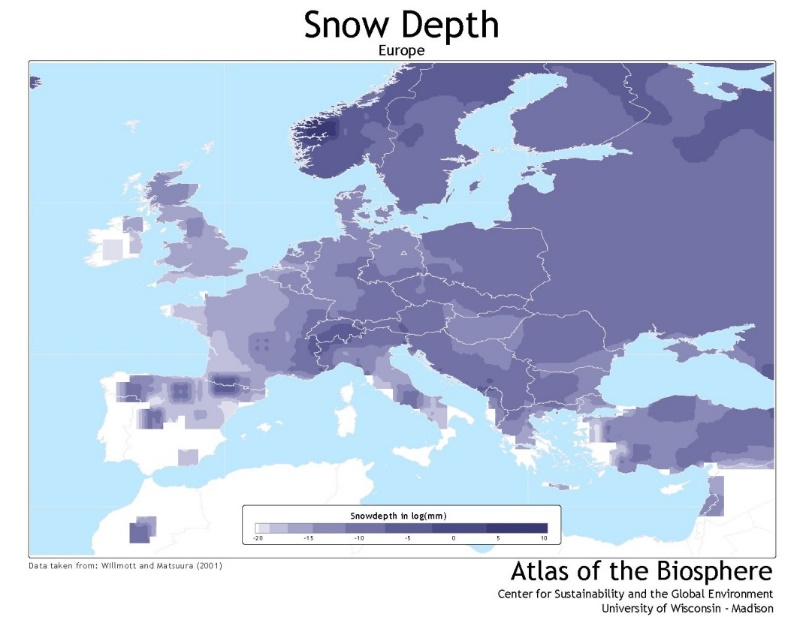 Snow Depth
Europe
Snowdepth in log(mm)
-20 -15 -10 -5 0 5 10
Data taken from: Willmott and Matsuura (2001)
Atlas of the Biosphere
Center for Sustainability and the Global Environment
University of Wisconsin - Madison